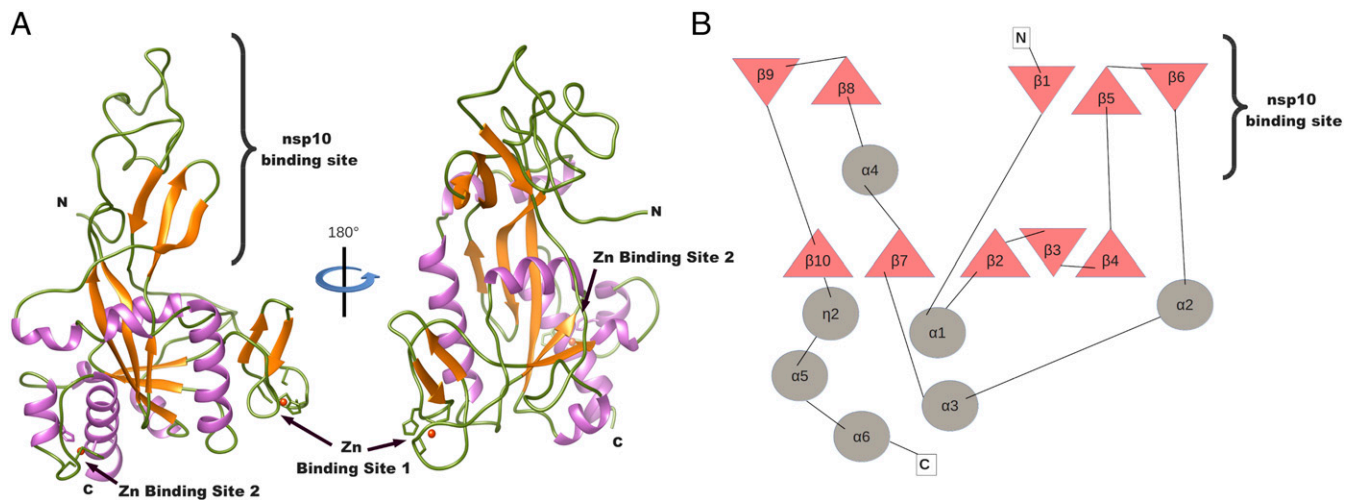 A
nsp10
binding site
N
C
Zn Binding Site 2
180°
Zn
Binding Site 1
N
Zn Binding Site 2
C
B
N
β9
β8
β1
β5
β6
nsp10
binding site
α4
β10
β7
β2
β3
β4
η2
α1
α2
α5
α3
α6
C